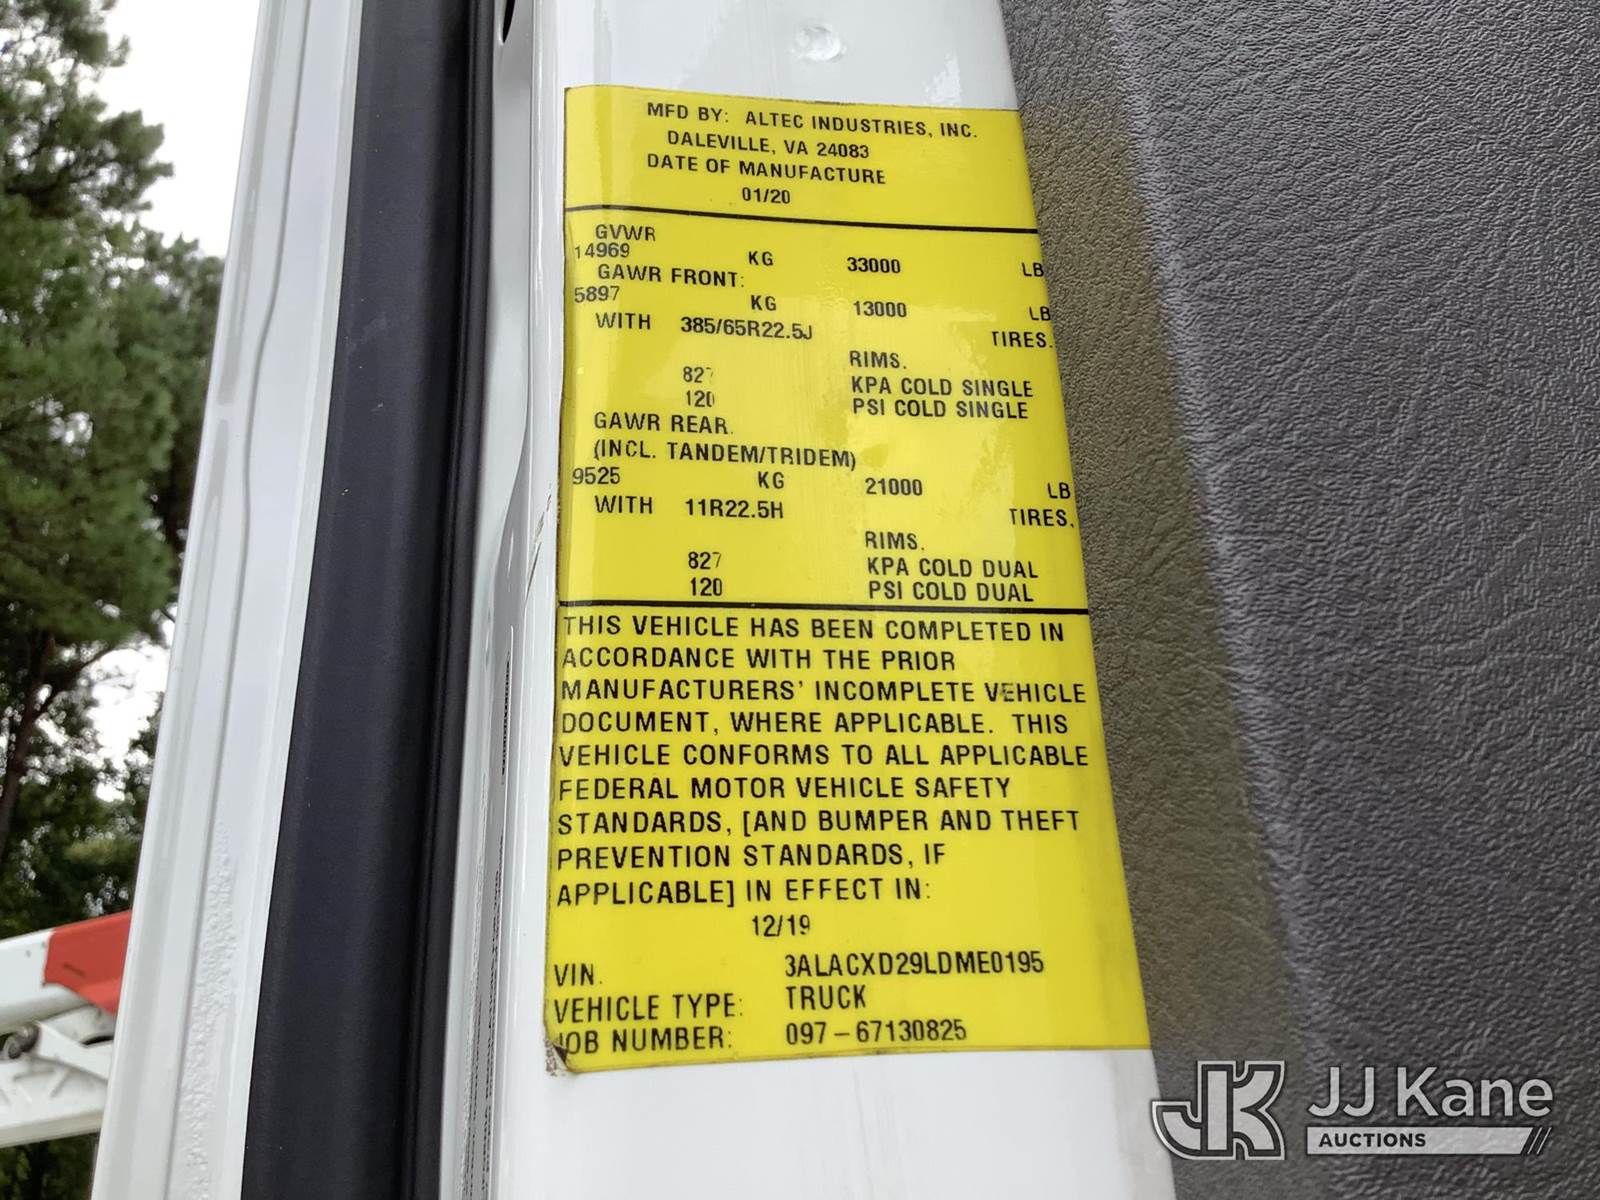 MFD BY: ALTEC INDUSTRIES, INC.
DALEVILLE, VA 24083
DATE OF MANUFACTURE
01/20
GVWR
14969 KG 33000 LB
GAWR FRONT:
5897 KG 13000 LB
WITH 385/65R22.5J TIRES.
RIMS.
827 KPA COLD SINGLE
120 PSI COLD SINGLE
GAWR REAR.
(INCL. TANDEM/TRIDEM)
9525 KG 21000 LB
WITH 11R22.5H TIRES,
RIMS.
827 KPA COLD DUAL
120 PSI COLD DUAL
THIS VEHICLE HAS BEEN COMPLETED IN
ACCORDANCE WITH THE PRIOR
MANUFACTURERS' INCOMPLETE VEHICLE
DOCUMENT, WHERE APPLICABLE. THIS
VEHICLE CONFORMS TO ALL APPLICABLE
FEDERAL MOTOR VEHICLE SAFETY
STANDARDS, [AND BUMPER AND THEFT
PREVENTION STANDARDS, IF
APPLICABLE] IN EFFECT IN:
12/19
VIN. 3ALACXD29LDME0195
VEHICLE TYPE: TRUCK
JOB NUMBER: 097-67130825
JK JJ Kane
AUCTIONS